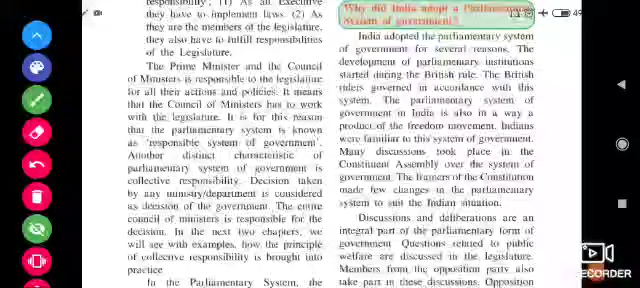 responsibility; (1) As an Executive
they have to implement laws. (2) As
they are the members of the legislature,
they also have to fulfill responsibilities
of the Legislature.
The Prime Minister and the Council
of Ministers is responsible to the legislature
for all their actions and policies. It means
that the Council of Ministers has to work
with the legislature. It is for this reason
that the parliamentary system is known
as ‘responsible system of government’.
Another distinct characteristic of
parliamentary system of government is
collective responsibility. Decision taken
by any ministry/department is considered
as decision of the government. The entire
council of ministers is responsible for the
decision. In the next two chapters, we
will see with examples, how the principle
of collective responsibility is brought into
practice
In the Parliamentary System, the
Why did India adopt a Parliamentary
System of government?
India adopted the parliamentary system
of government for several reasons. The
development of parliamentary institutions
started during the British rule. The British
riders governed in accordance with this
system. The parliamentary system of
government in India is also in a way a
product of the freedom movement. Indians
were familiar to this system of government.
Many discussions took place in the
Constituent Assembly over the system of
government. The framers of the Constitution
made few changes in the parliamentary
system to suit the Indian situation.
Discussions and deliberations are an
integral part of the parliamentary form of
government Questions related to public
welfare are discussed in the legislature.
Members from the opposition party also
take part in these discussions. Opposition
49
RECORDER